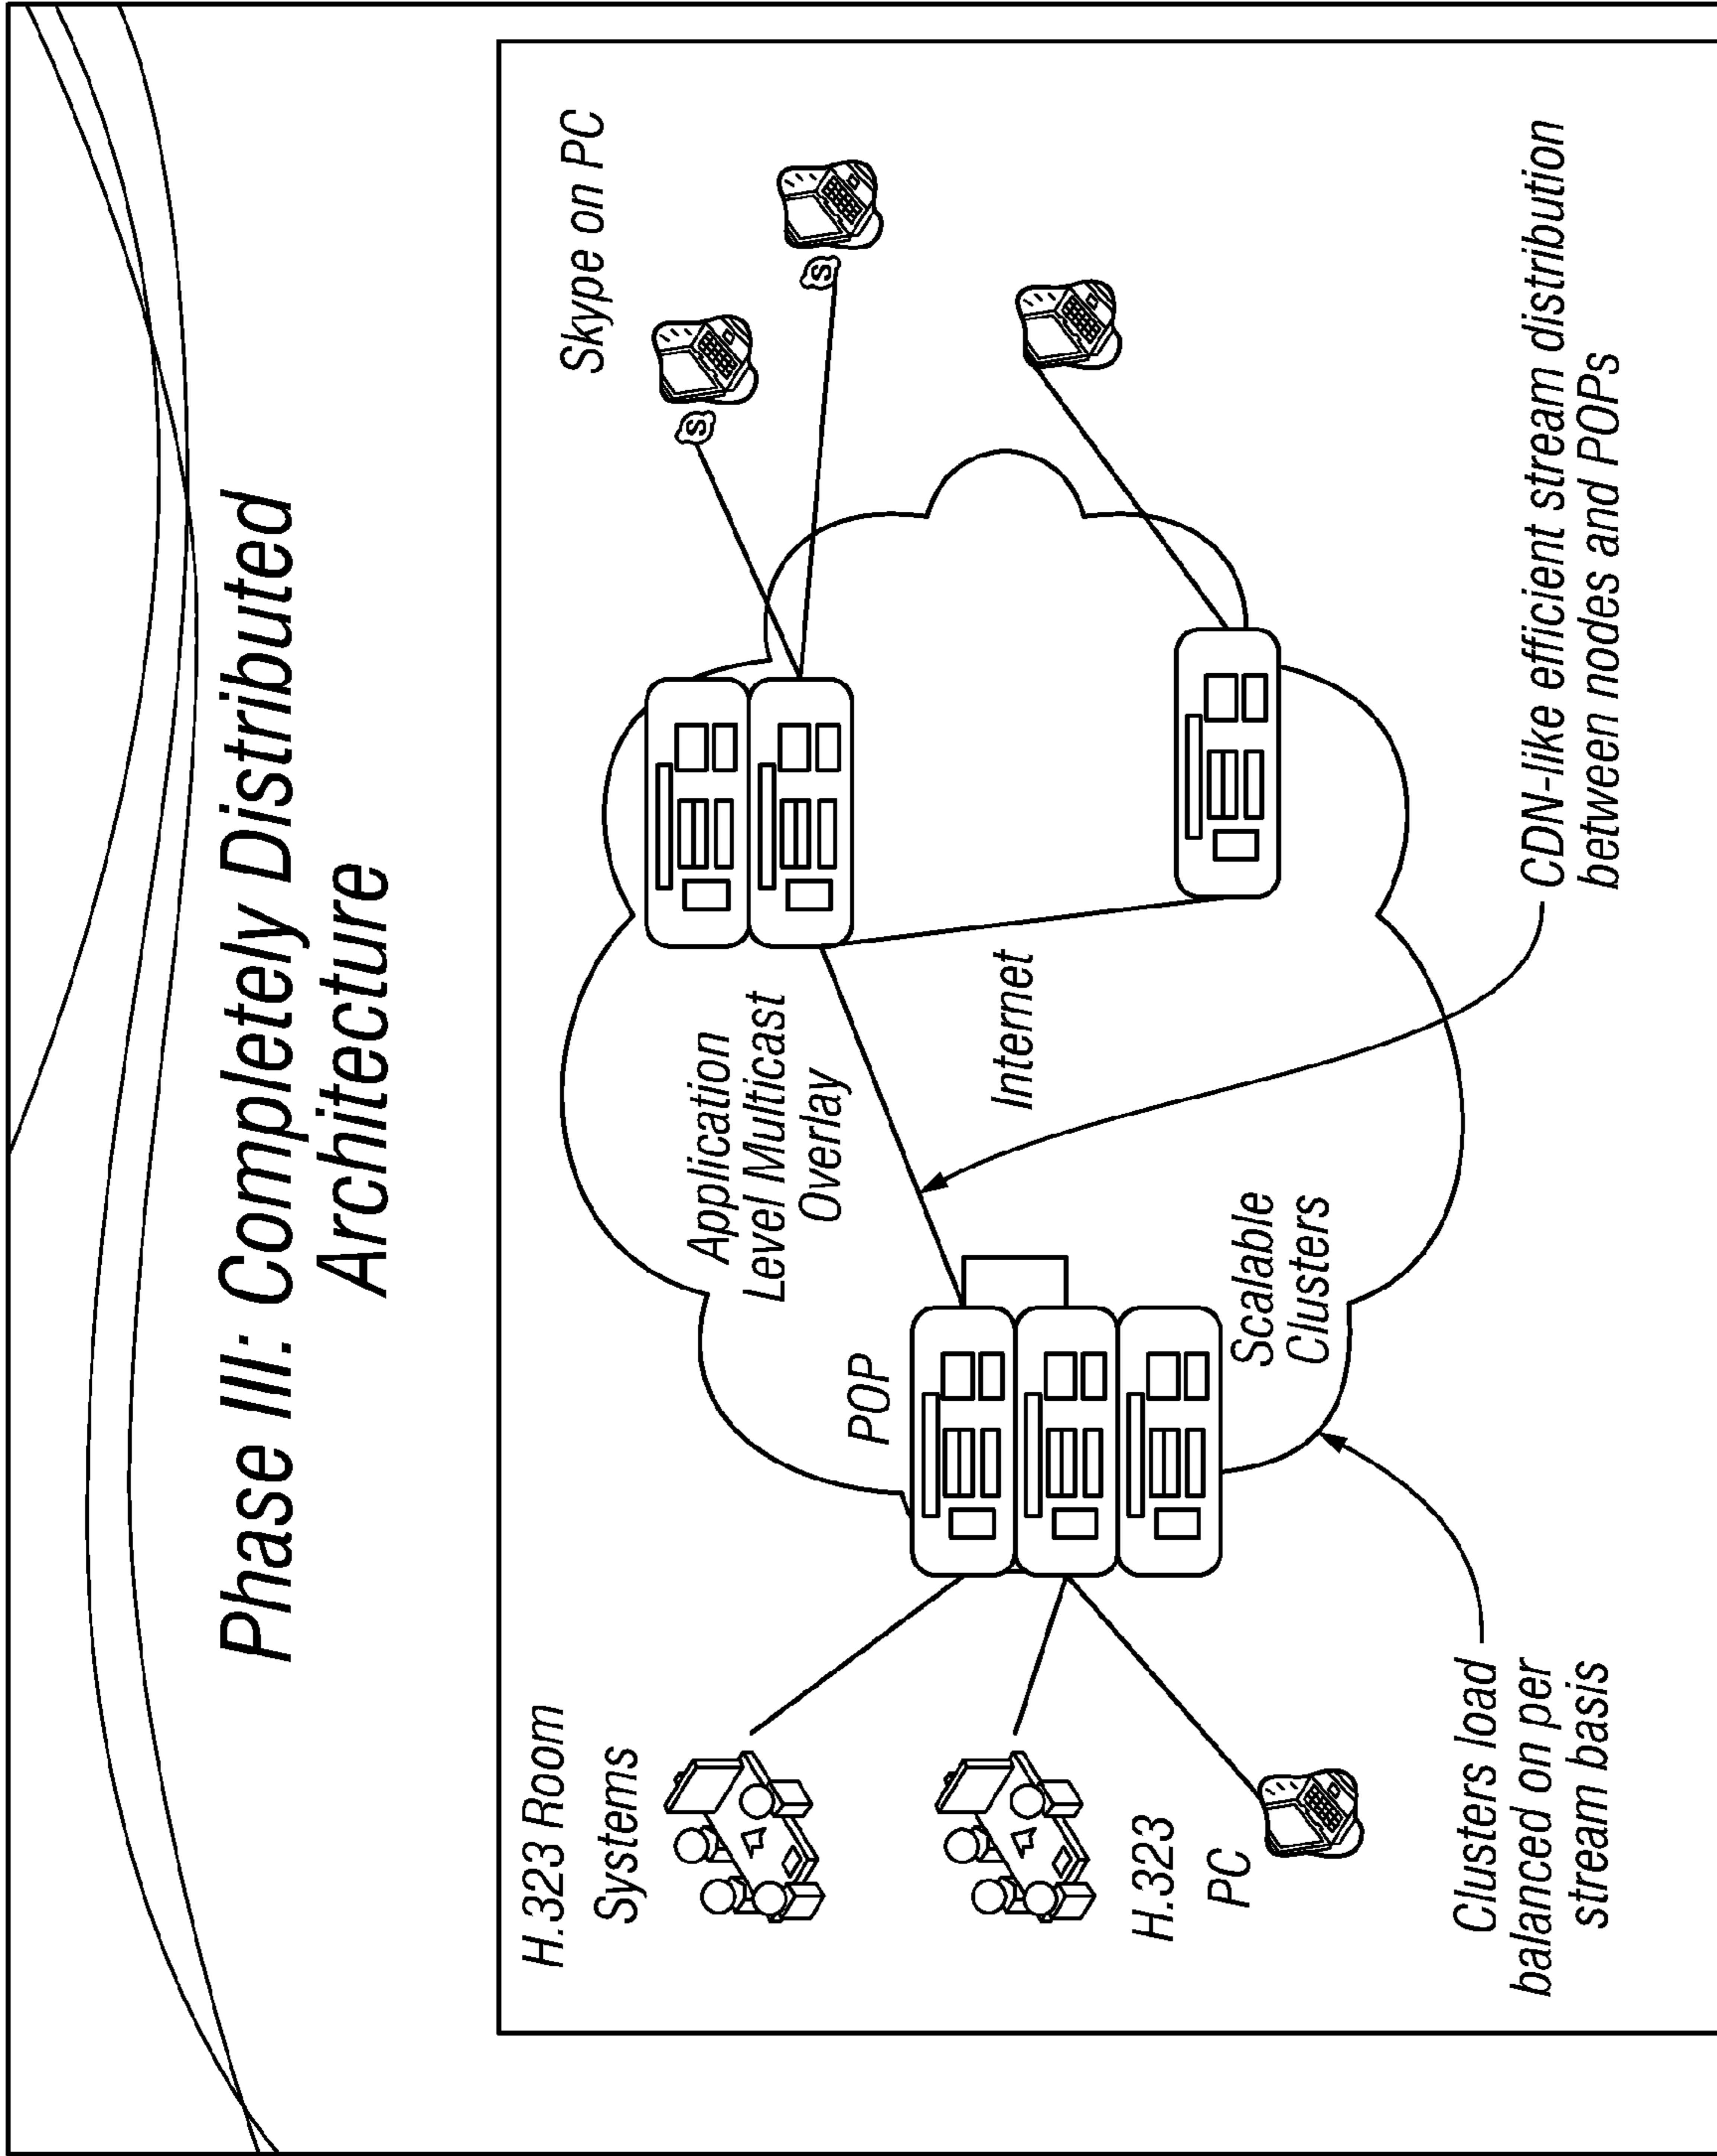 Phase III: Completely Distributed
Architecture
H.323 Room
Systems
H.323
PC
Clusters load
balanced on per
stream basis
POP
Scalable
Clusters
Application
Level Multicast
Overlay
Internet
Skype on PC
S
S
CDN-like efficient stream distribution
between nodes and POPs